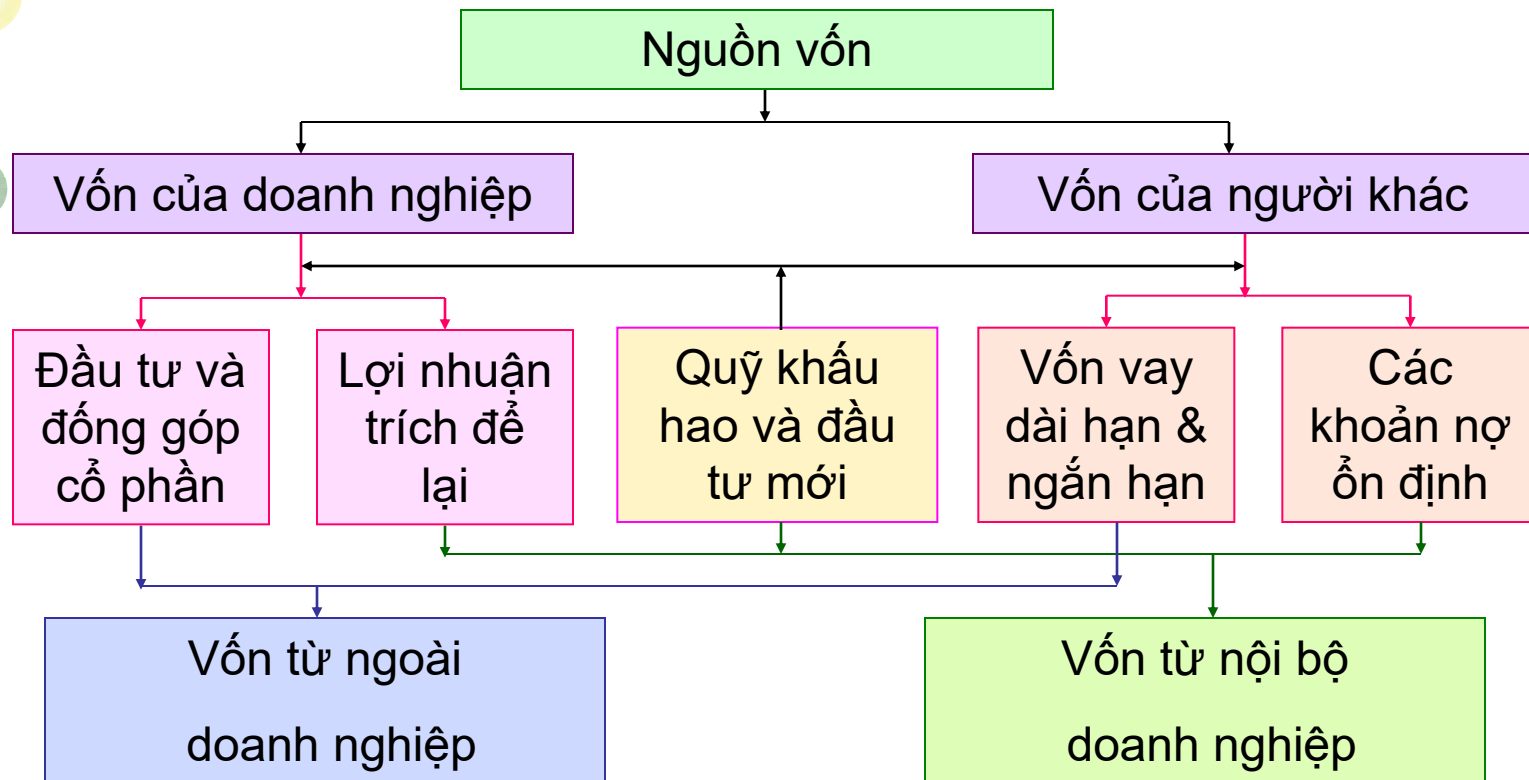 Nguồn vốn
Vốn của doanh nghiệp
Vốn của người khác
Đầu tư và
đống góp
cổ phần
Lợi nhuận
trích để
lại
Quỹ khấu
hao và đầu
tư mới
Vốn vay
dài hạn &
ngắn hạn
Các
khoản nợ
ổn định
Vốn từ ngoài
doanh nghiệp
Vốn từ nội bộ
doanh nghiệp